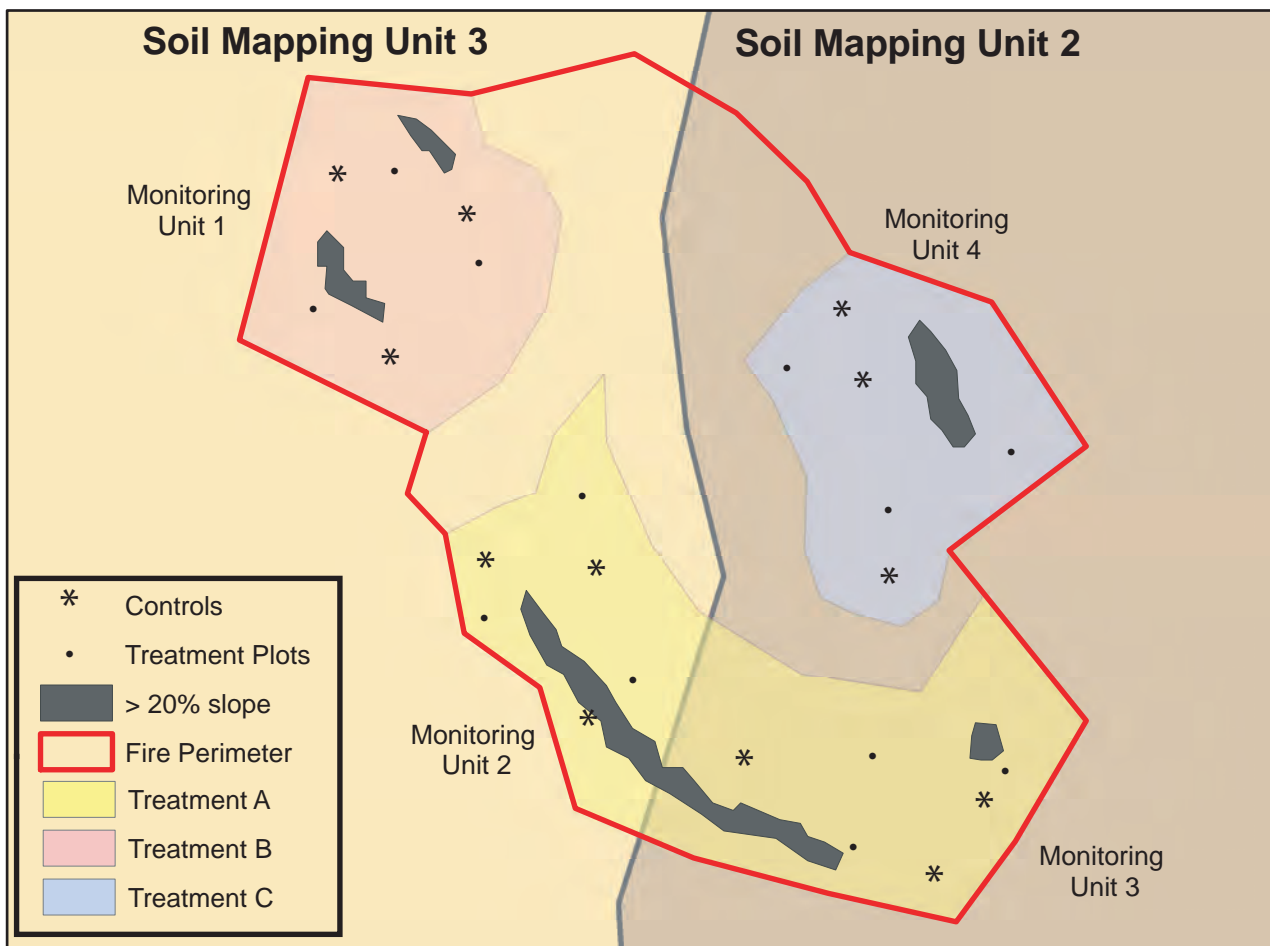 Soil Mapping Unit 3
Soil Mapping Unit 2
Monitoring
Unit 1
Monitoring
Unit 4
Monitoring
Unit 2
Monitoring
Unit 3
* Controls
• Treatment Plots
> 20% slope
Fire Perimeter
Treatment A
Treatment B
Treatment C